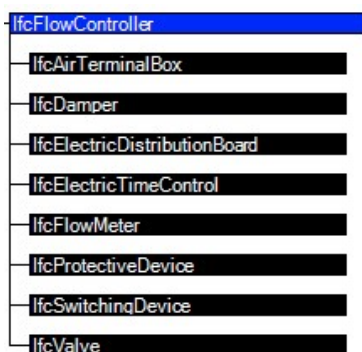 IfcFlowController
IfcAirTerminalBox
IfcDamper
IfcElectricDistributionBoard
IfcElectricTimeControl
IfcFlowMeter
IfcProtectiveDevice
IfcSwitchingDevice
IfcValve